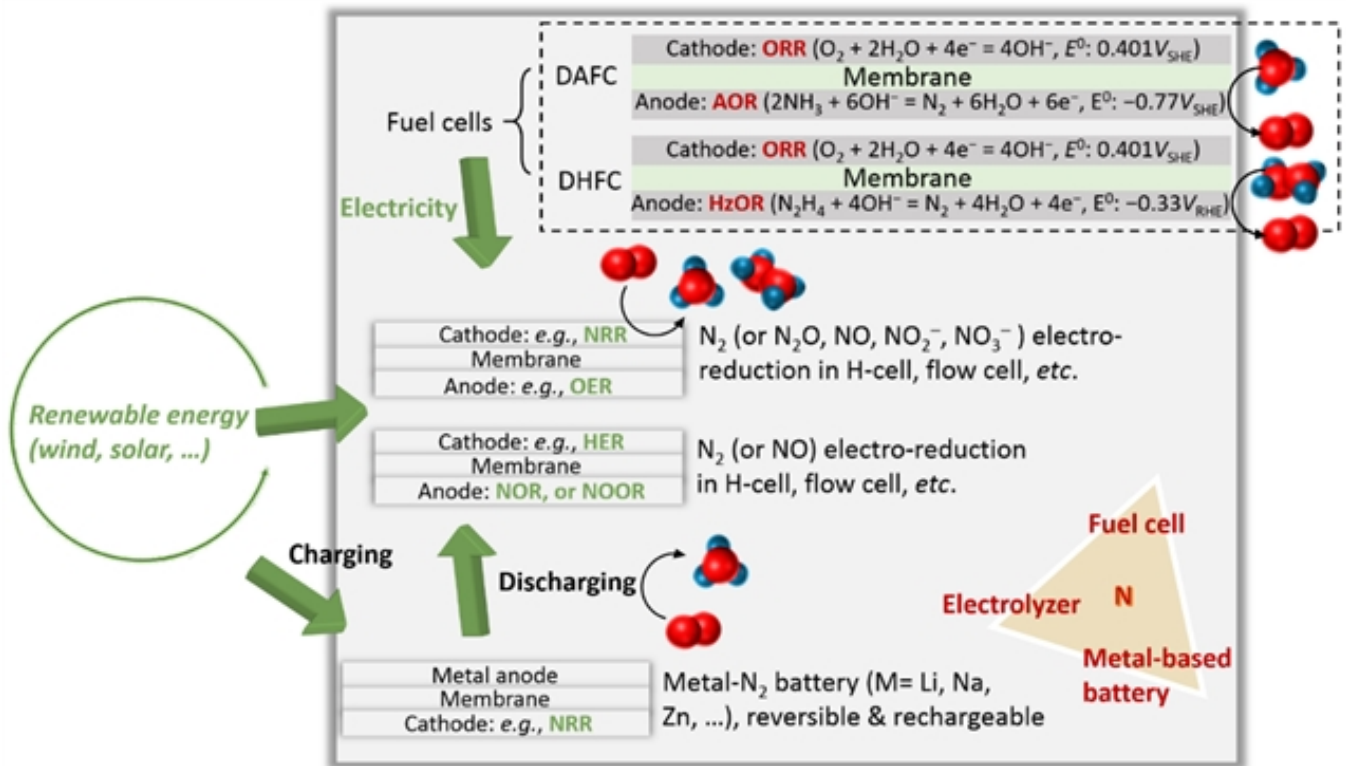 Cathode: ORR (O₂ + 2H₂O + 4e⁻ = 4OH⁻, E⁰: 0.401V_SHE)
DAFC
Membrane
Anode: AOR (2NH₃ + 6OH⁻ = N₂ + 6H₂O + 6e⁻, E⁰: −0.77V_SHE)
Fuel cells
Cathode: ORR (O₂ + 2H₂O + 4e⁻ = 4OH⁻, E⁰: 0.401V_SHE)
DHFC
Membrane
Anode: HzOR (N₂H₄ + 4OH⁻ = N₂ + 4H₂O + 4e⁻, E⁰: −0.33V_RHE)
Electricity
Cathode: e.g., NRR
Membrane
Anode: e.g., OER
N₂ (or N₂O, NO, NO₂⁻, NO₃⁻ ) electro-
reduction in H-cell, flow cell, etc.
Renewable energy
(wind, solar, ...)
Cathode: e.g., HER
Membrane
Anode: NOR, or NOOR
N₂ (or NO) electro-reduction
in H-cell, flow cell, etc.
Charging
Discharging
Fuel cell
Electrolyzer
N
Metal-based
battery
Metal anode
Membrane
Cathode: e.g., NRR
Metal-N₂ battery (M= Li, Na,
Zn, ...), reversible & rechargeable